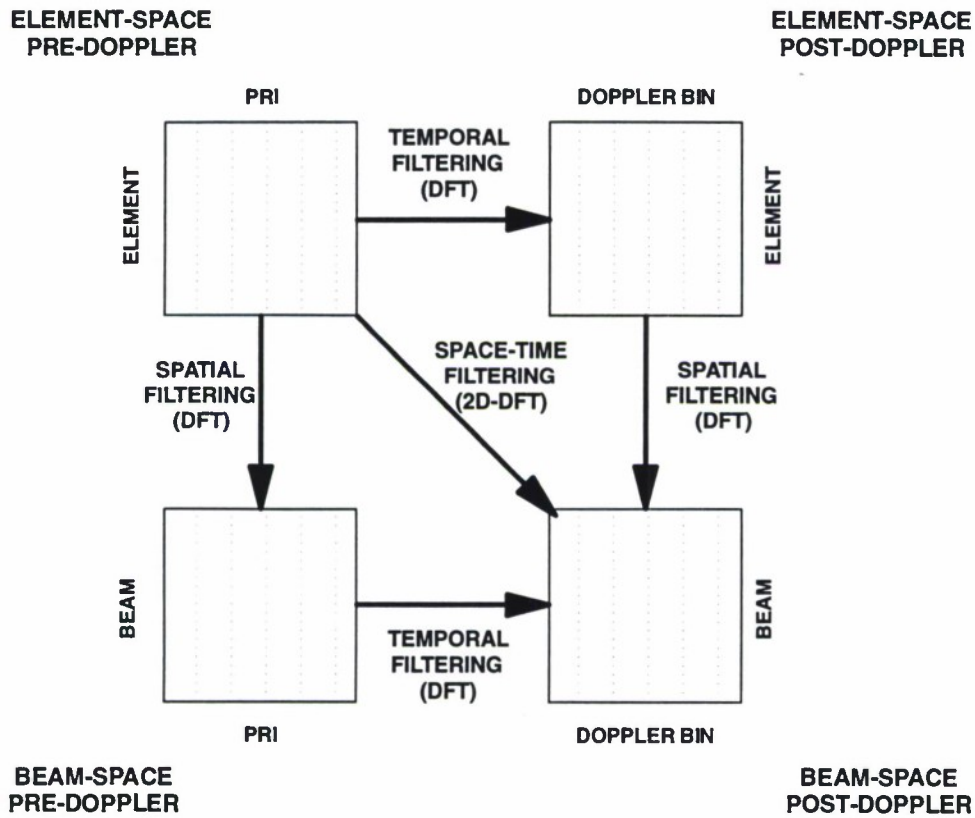 ELEMENT-SPACE
PRE-DOPPLER
ELEMENT-SPACE
POST-DOPPLER
PRI
DOPPLER BIN
ELEMENT
TEMPORAL
FILTERING
(DFT)
ELEMENT
SPATIAL
FILTERING
(DFT)
SPACE-TIME
FILTERING
(2D-DFT)
SPATIAL
FILTERING
(DFT)
BEAM
BEAM
TEMPORAL
FILTERING
(DFT)
PRI
DOPPLER BIN
BEAM-SPACE
PRE-DOPPLER
BEAM-SPACE
POST-DOPPLER